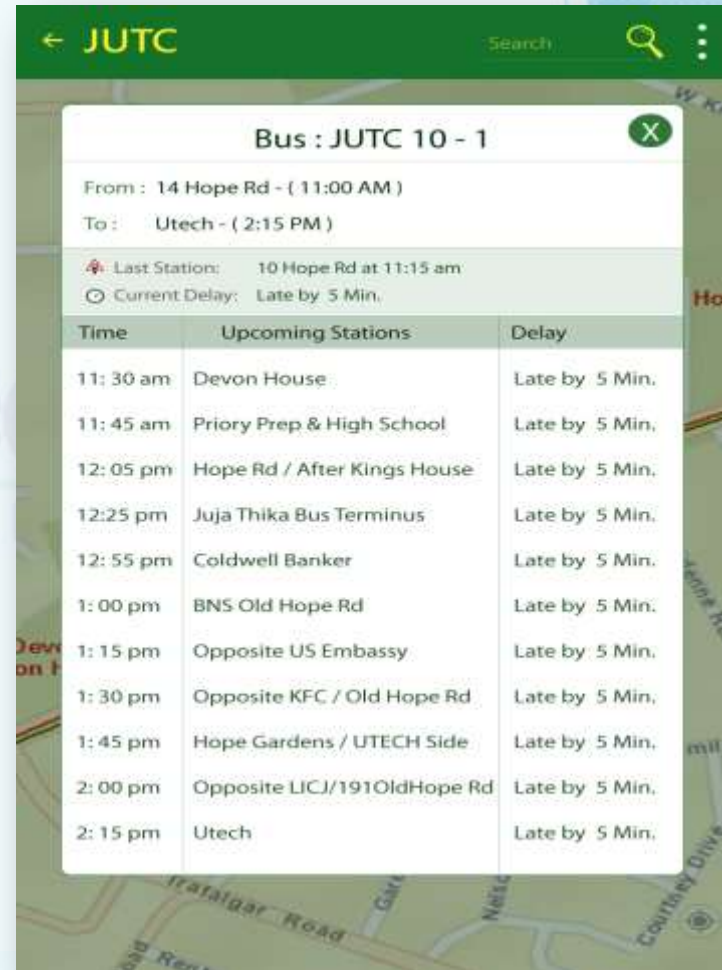 ← JUTC Search
Bus : JUTC 10 - 1 X
From : 14 Hope Rd - ( 11:00 AM )
To : Utech - ( 2:15 PM )
Last Station: 10 Hope Rd at 11:15 am
Current Delay: Late by 5 Min.
Time Upcoming Stations Delay
11: 30 am Devon House Late by 5 Min.
11: 45 am Priory Prep & High School Late by 5 Min.
12: 05 pm Hope Rd / After Kings House Late by 5 Min.
12:25 pm Juja Thika Bus Terminus Late by 5 Min.
12: 55 pm Coldwell Banker Late by 5 Min.
1: 00 pm BNS Old Hope Rd Late by 5 Min.
1: 15 pm Opposite US Embassy Late by 5 Min.
1: 30 pm Opposite KFC / Old Hope Rd Late by 5 Min.
1: 45 pm Hope Gardens / UTECH Side Late by 5 Min.
2: 00 pm Opposite LICJ/191OldHope Rd Late by 5 Min.
2: 15 pm Utech Late by 5 Min.
Trafalgar Road
Courtney Drive